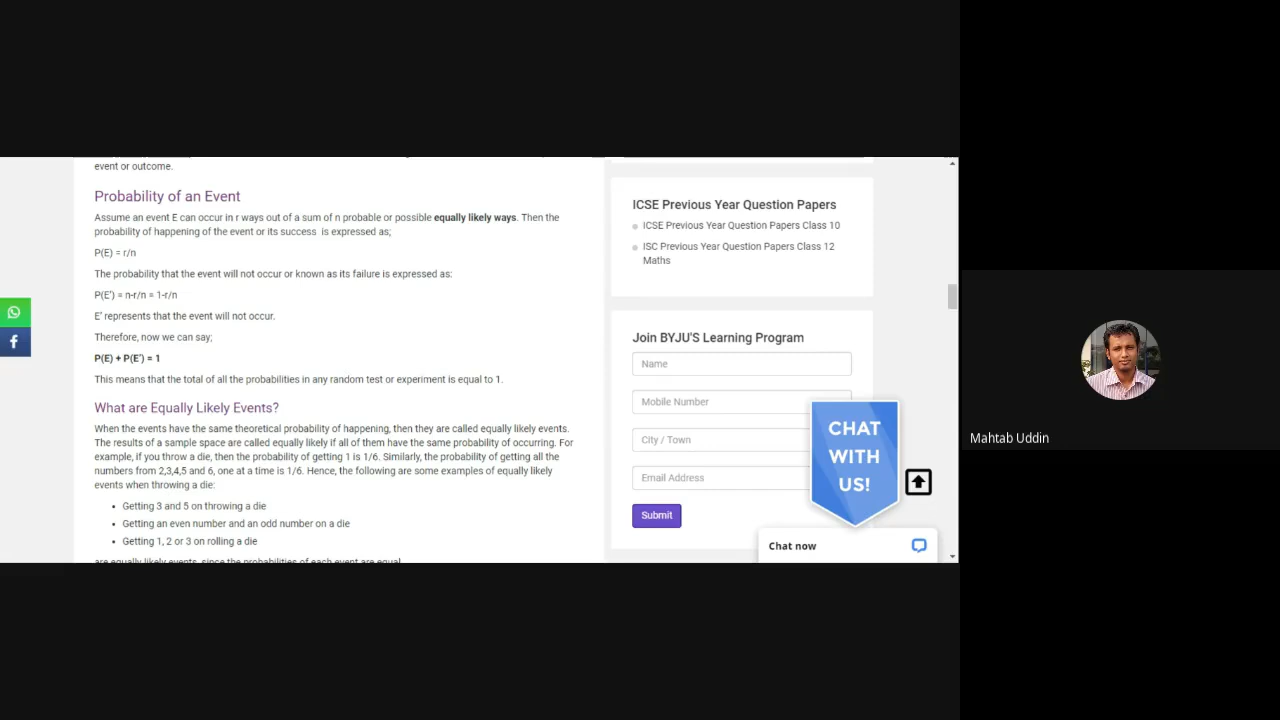 event or outcome.
Probability of an Event
Assume an event E can occur in r ways out of a sum of n probable or possible equally likely ways. Then the
probability of happening of the event or its success  is expressed as;
P(E) = r/n
The probability that the event will not occur or known as its failure is expressed as:
P(E’) = n-r/n = 1-r/n
E’ represents that the event will not occur.
Therefore, now we can say;
P(E) + P(E’) = 1
This means that the total of all the probabilities in any random test or experiment is equal to 1.
What are Equally Likely Events?
When the events have the same theoretical probability of happening, then they are called equally likely events.
The results of a sample space are called equally likely if all of them have the same probability of occurring. For
example, if you throw a die, then the probability of getting 1 is 1/6. Similarly, the probability of getting all the
numbers from 2,3,4,5 and 6, one at a time is 1/6. Hence, the following are some examples of equally likely
events when throwing a die:
• Getting 3 and 5 on throwing a die
• Getting an even number and an odd number on a die
• Getting 1, 2 or 3 on rolling a die
are equally likely events, since the probabilities of each event are equal.
ICSE Previous Year Question Papers
ICSE Previous Year Question Papers Class 10
ISC Previous Year Question Papers Class 12
Maths
Join BYJU'S Learning Program
Name
Mobile Number
City / Town
Email Address
Submit
CHAT
WITH
US!
Chat now
Mahtab Uddin